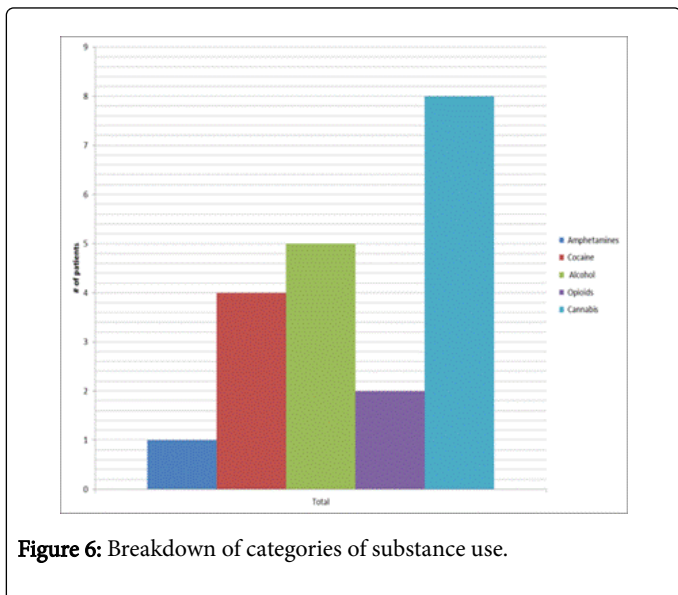 9
8
7
6
5
4
3
2
1
0
# of patients
Total
Amphetamines
Cocaine
Alcohol
Opioids
Cannabis
Figure 6: Breakdown of categories of substance use.